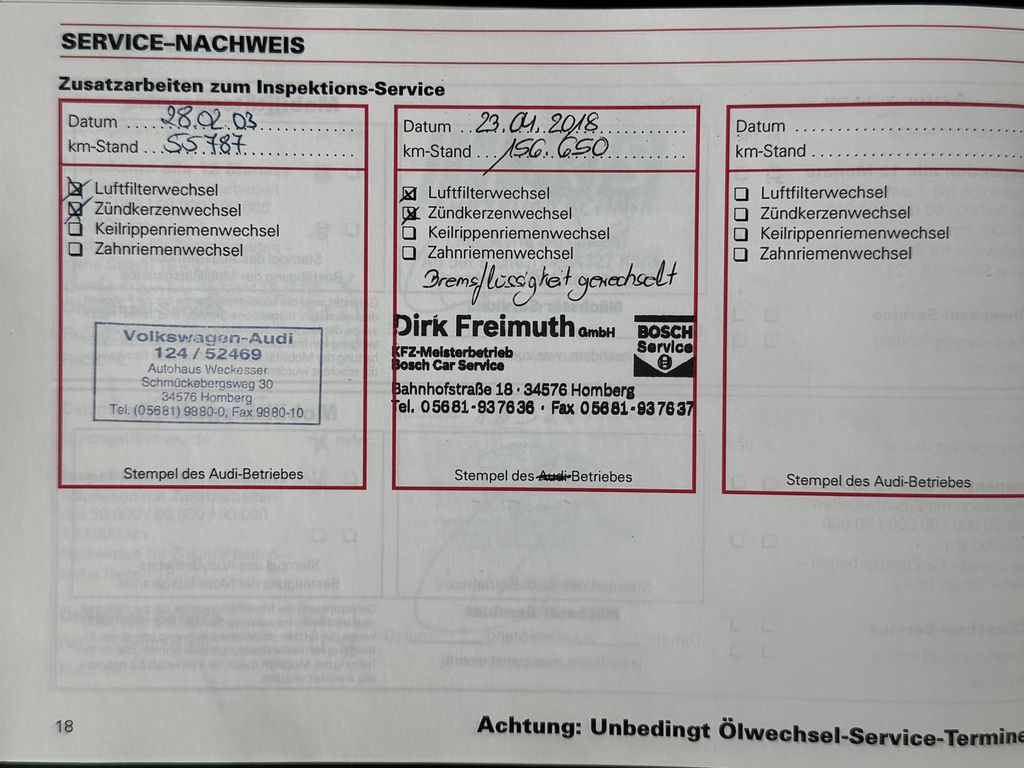 SERVICE–NACHWEIS
Zusatzarbeiten zum Inspektions-Service
Datum 28.02.03
km-Stand 55787
Luftfilterwechsel
Zündkerzenwechsel
Keilrippenriemenwechsel
Zahnriemenwechsel
Volkswagen-Audi
124 / 52469
Autohaus Weckesser
Schmückebergsweg 30
34576 Homberg
Tel. (05681) 9880-0, Fax 9880-10
Stempel des Audi-Betriebes
Datum 23.04.2018
km-Stand 156.650
Luftfilterwechsel
Zündkerzenwechsel
Keilrippenriemenwechsel
Zahnriemenwechsel
Bremsflüssigkeit gewechselt
Dirk Freimuth GmbH
KFZ-Meisterbetrieb
Bosch Car Service
BOSCH
Service
Bahnhofstraße 18 · 34576 Homberg
Tel. 05681-937636 · Fax 05681-937637
Stempel des Audi-Betriebes
Datum
km-Stand
Luftfilterwechsel
Zündkerzenwechsel
Keilrippenriemenwechsel
Zahnriemenwechsel
Stempel des Audi-Betriebes
18
Achtung: Unbedingt Ölwechsel-Service-Termine